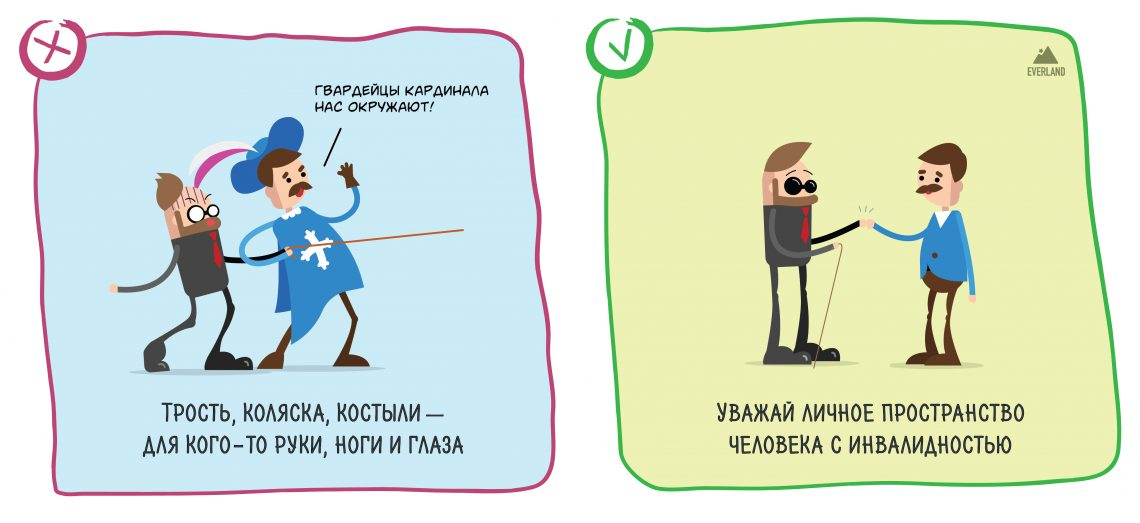 ГВАРДЕЙЦЫ КАРДИНАЛА
НАС ОКРУЖАЮТ!
ТРОСТЬ, КОЛЯСКА, КОСТЫЛИ —
ДЛЯ КОГО-ТО РУКИ, НОГИ И ГЛАЗА
EVERLAND
УВАЖАЙ ЛИЧНОЕ ПРОСТРАНСТВО
ЧЕЛОВЕКА С ИНВАЛИДНОСТЬЮ